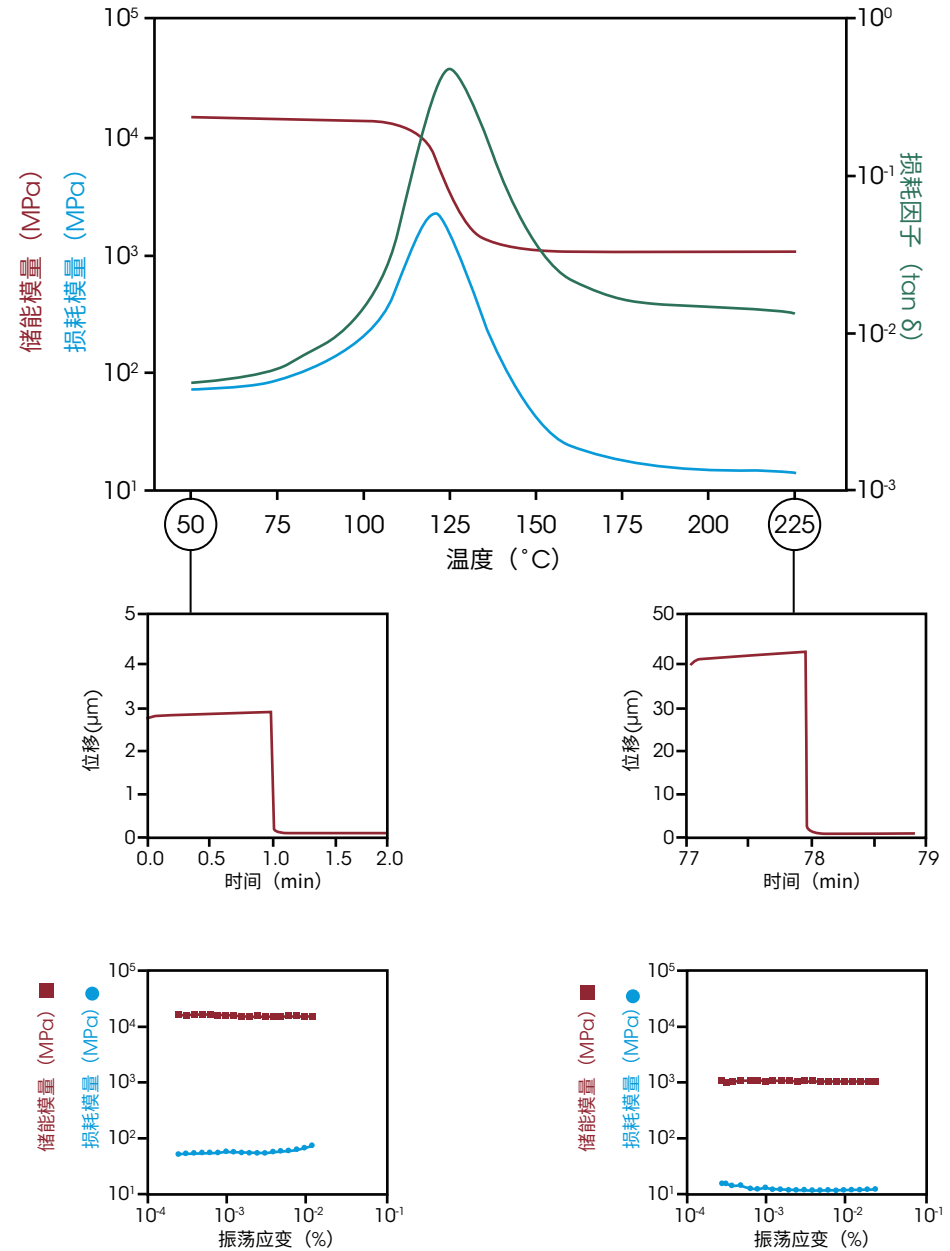 10⁵
10⁴
10³
10²
10¹
储能模量（MPa）
损耗模量（MPa）
10⁰
10⁻¹
10⁻²
10⁻³
损耗因子（tan δ）
50 75 100 125 150 175 200 225
温度（°C）
5
4
3
2
1
0
位移(µm)
0.0 0.5 1.0 1.5 2.0
时间（min）
50
40
30
20
10
0
位移(µm)
77 78 79
时间（min）
10⁵
10⁴
10³
10²
10¹
储能模量（MPa）
损耗模量（MPa）
10⁻⁴ 10⁻³ 10⁻² 10⁻¹
振荡应变（%）
10⁵
10⁴
10³
10²
10¹
储能模量（MPa）
损耗模量（MPa）
10⁻⁴ 10⁻³ 10⁻² 10⁻¹
振荡应变（%）